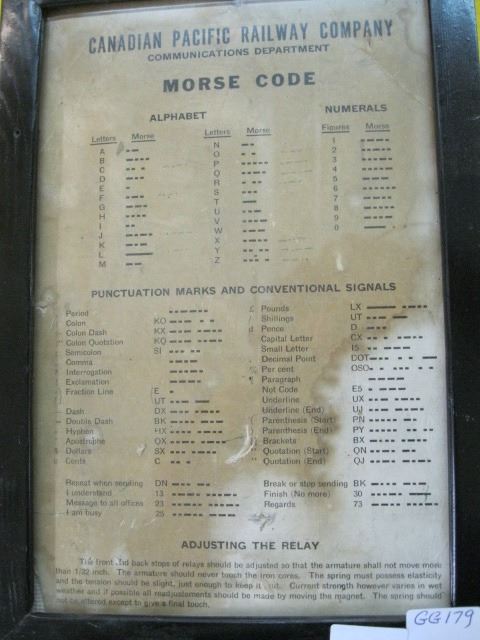 CANADIAN PACIFIC RAILWAY COMPANY
COMMUNICATIONS DEPARTMENT
MORSE CODE
ALPHABET
NUMERALS
Letters Morse Letters Morse Figures Morse
A N 1
B O 2
C P 3
D Q 4
E R 5
F S 6
G T 7
H U 8
I V 9
J W 0
K X
L Y
M Z
PUNCTUATION MARKS AND CONVENTIONAL SIGNALS
Period £ Pounds LX
Colon KO / Shillings UT
Colon Dash KX d Pence D
Colon Quotation KQ Capital Letter CX
Semicolon SI Small Letter I5
Comma Decimal Point DOT
Interrogation Per cent OSO
Exclamation Paragraph
Fraction Line E Not Code E5
UT Underline UX
Dash DX Underline (End) UJ
Double Dash BK Parenthesis (Start) PN
Hyphen HX Parenthesis (End) PY
Apostrophe QX Brackets BX
Dollars SX Quotation (Start) QN
Cents C Quotation (End) QJ
Repeat when sending DN Break or stop sending BK
I understand 13 Finish (No more) 30
Message to all offices 23 Regards 73
I am busy 25
ADJUSTING THE RELAY
The front and back stops of relays should be adjusted so that the armature shall not move more
than 1/32 inch. The armature should never touch the iron cores. The spring must possess elasticity
and the tension should be slight, just enough to keep it out. Current strength however varies in wet
weather and if possible all readjustments should be made by moving the magnet. The spring should
not be altered except to give a final touch.
GG179